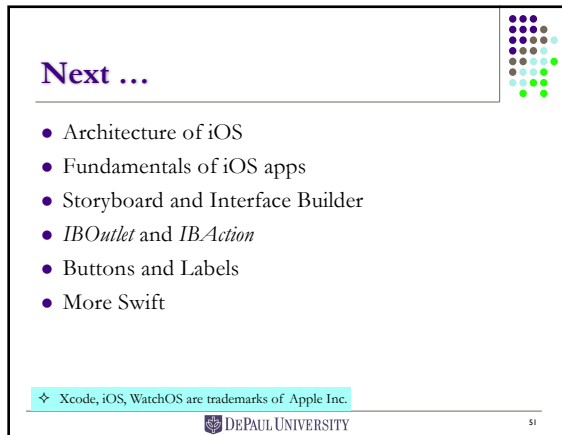 Next …
• Architecture of iOS
• Fundamentals of iOS apps
• Storyboard and Interface Builder
• IBOutlet and IBAction
• Buttons and Labels
• More Swift
✧ Xcode, iOS, WatchOS are trademarks of Apple Inc.
DEPAUL UNIVERSITY
51